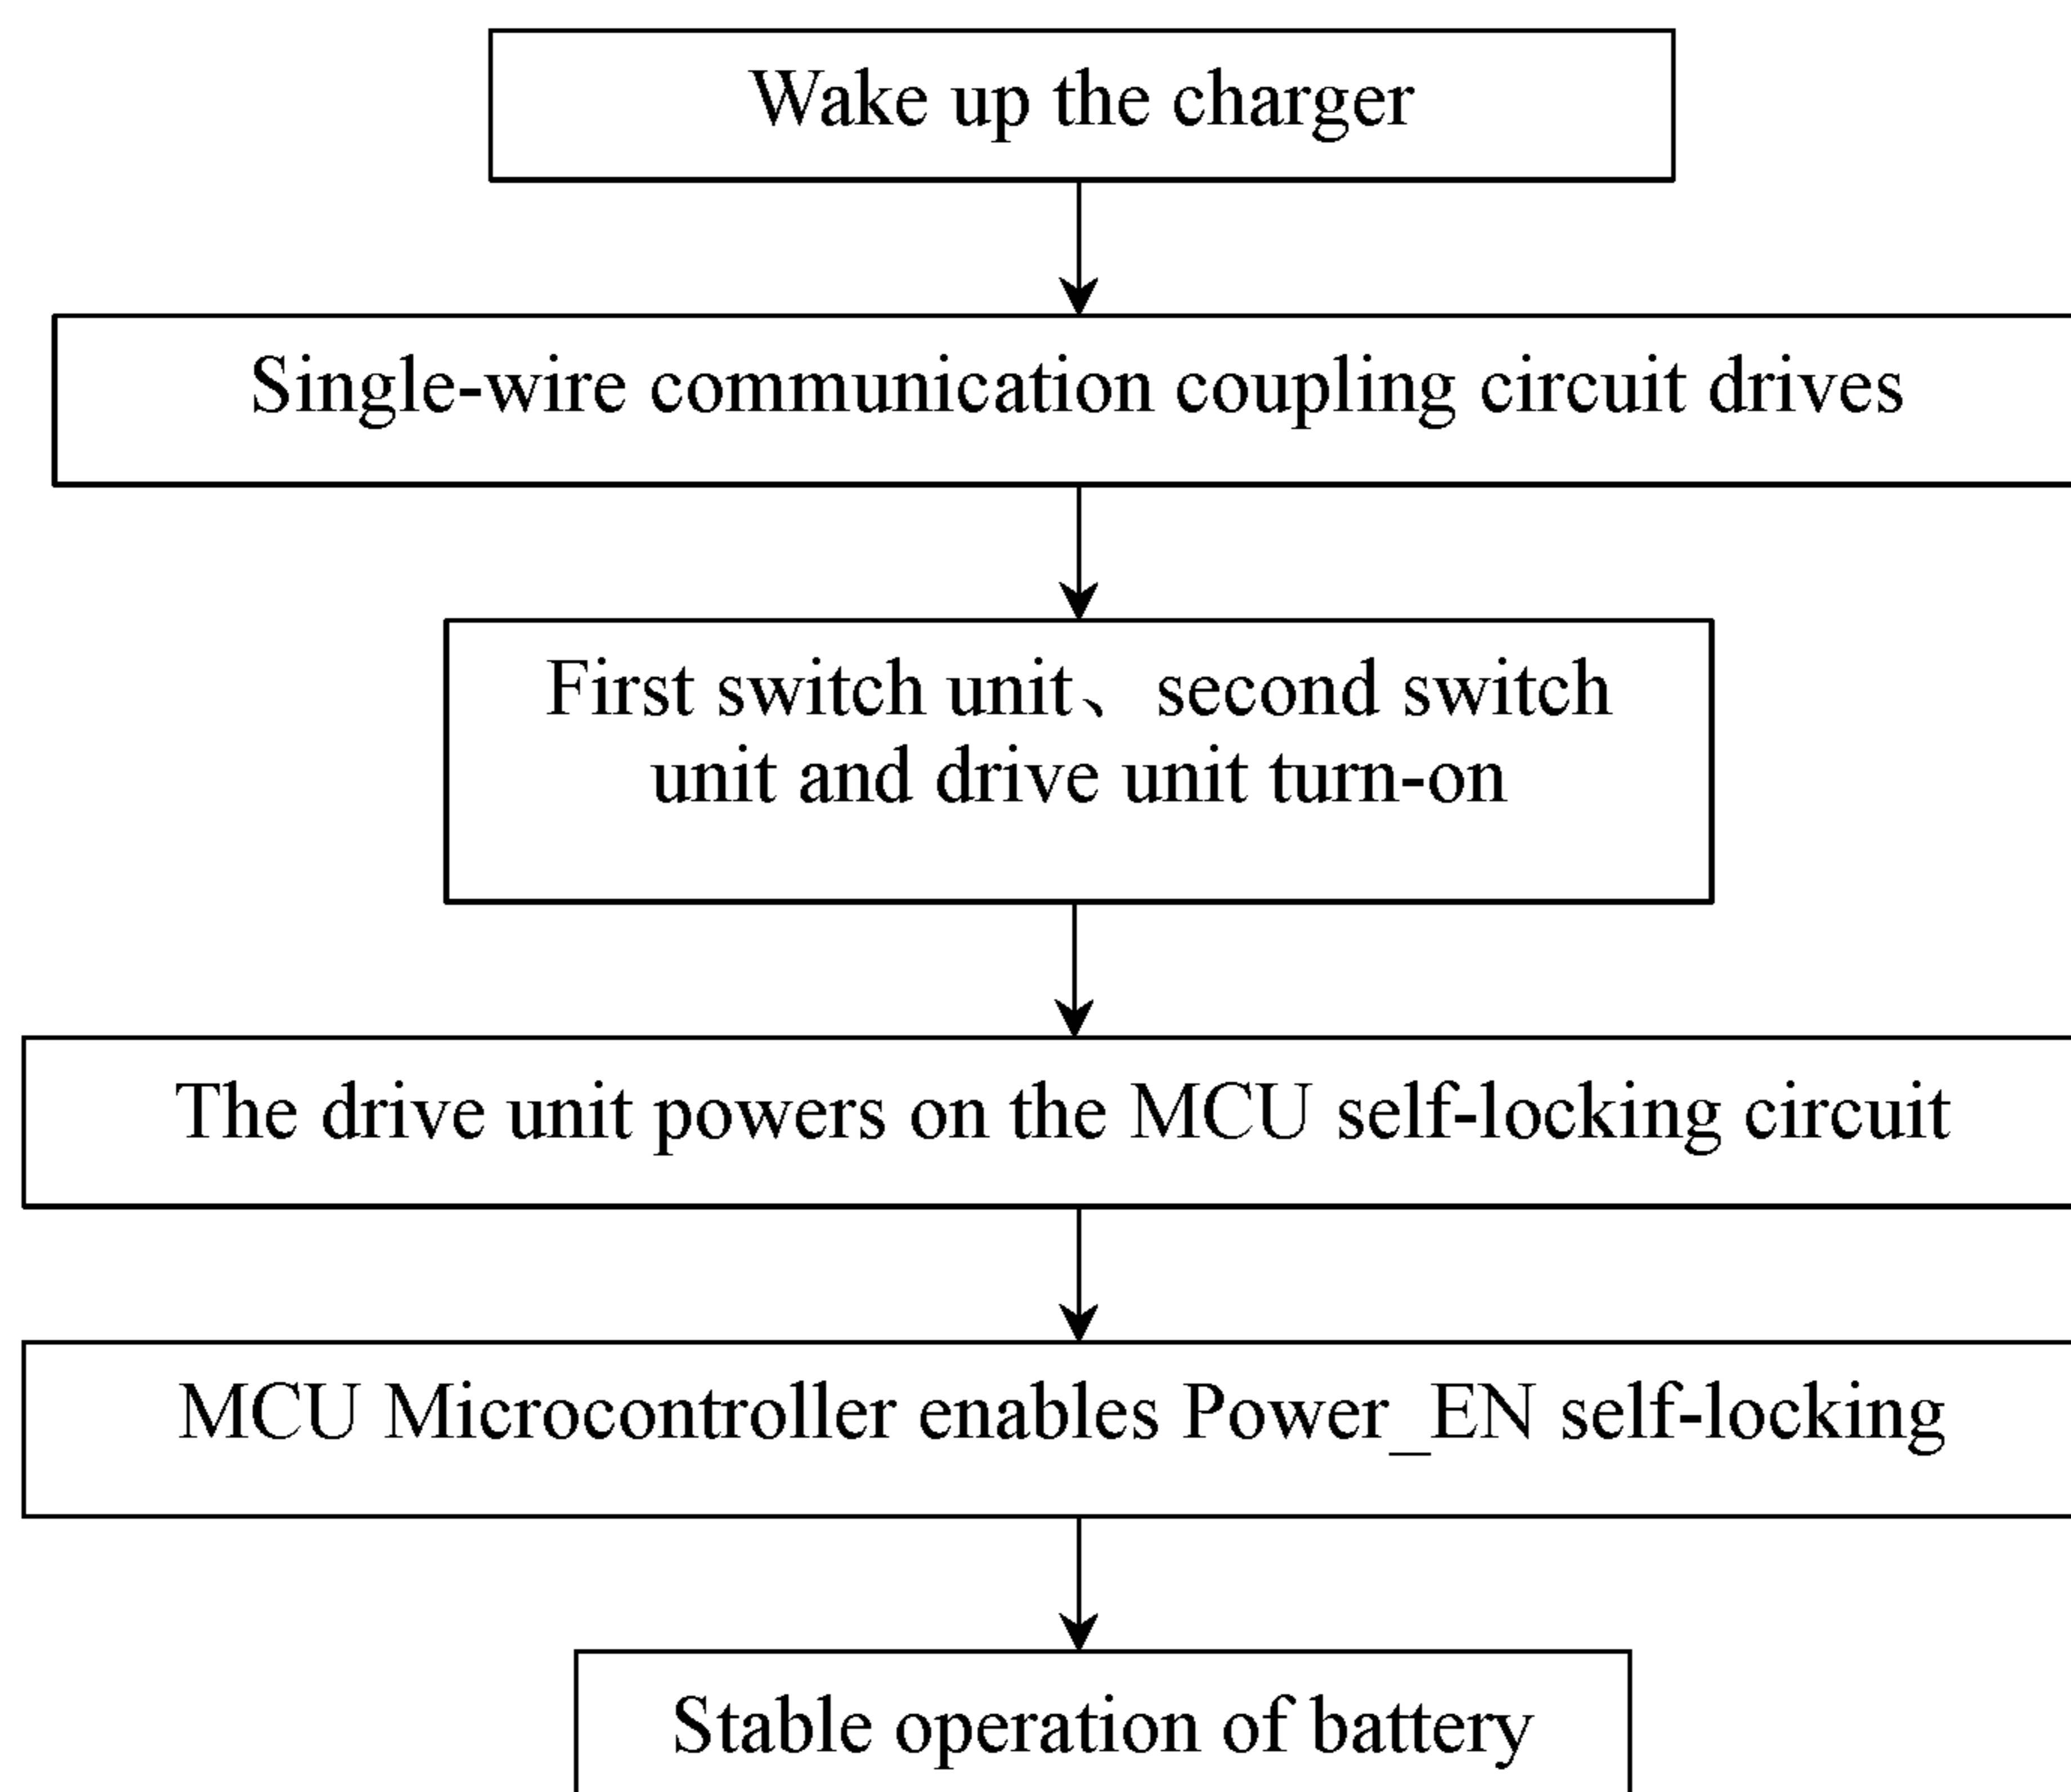 Wake up the charger
Single-wire communication coupling circuit drives
First switch unit、second switch
unit and drive unit turn-on
The drive unit powers on the MCU self-locking circuit
MCU Microcontroller enables Power_EN self-locking
Stable operation of battery